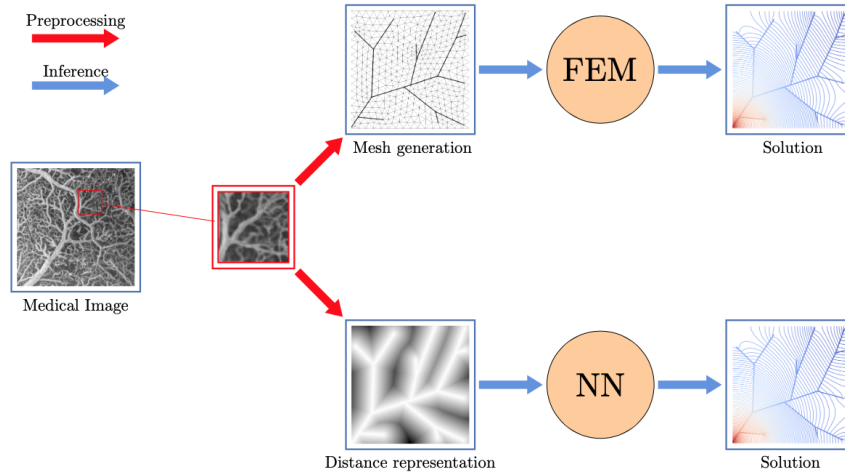 Preprocessing
Inference
Medical Image
Mesh generation
FEM
Solution
Distance representation
NN
Solution